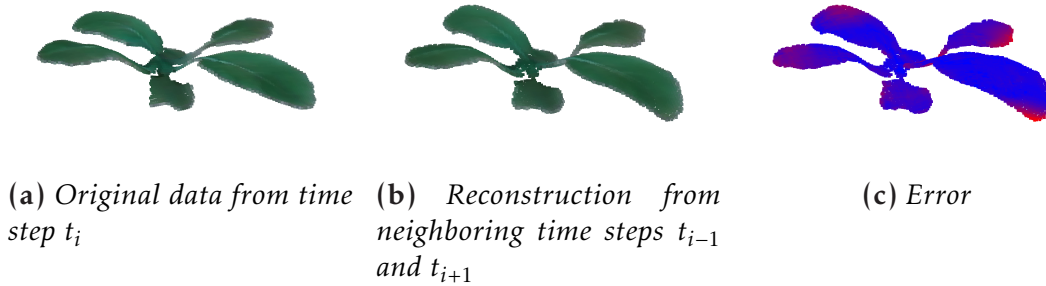 (a) Original data from time
step t_i
(b) Reconstruction from
neighboring time steps t_{i−1}
and t_{i+1}
(c) Error